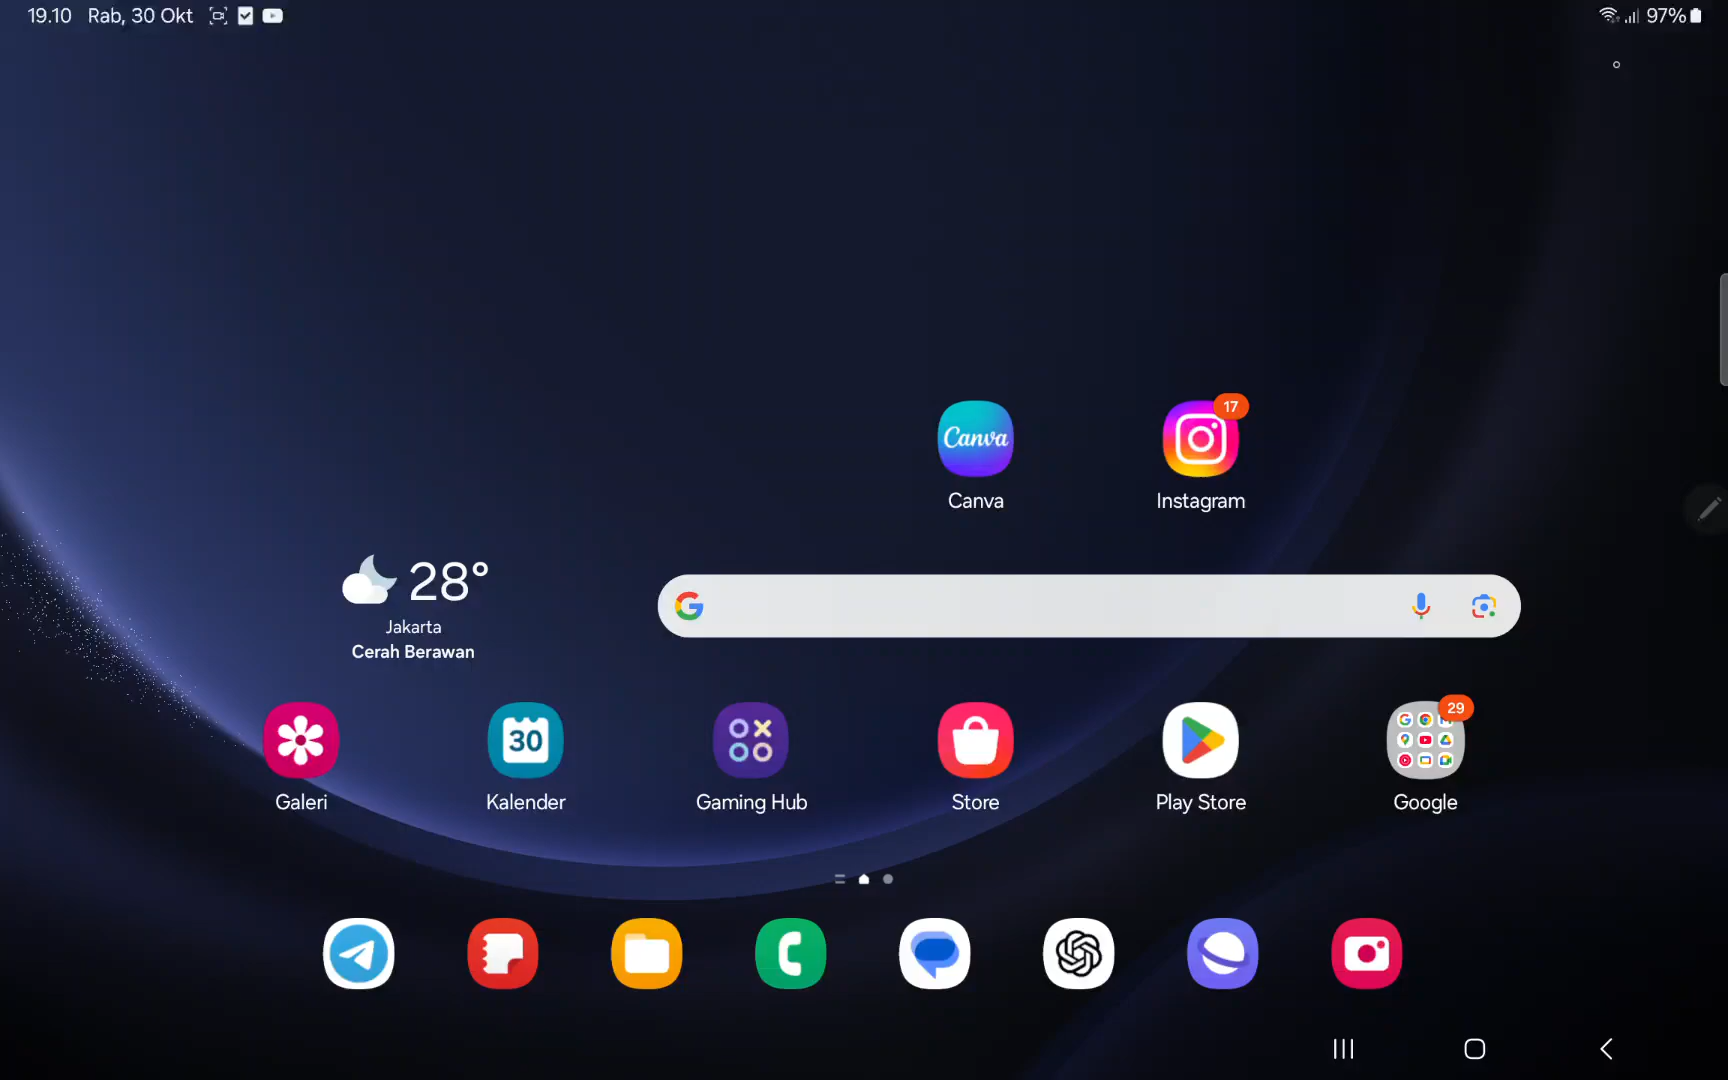 19.10 Rab, 30 Okt
97%
17
Canva
Canva Instagram
28°
Jakarta
Cerah Berawan
29
30
Galeri Kalender Gaming Hub Store Play Store Google